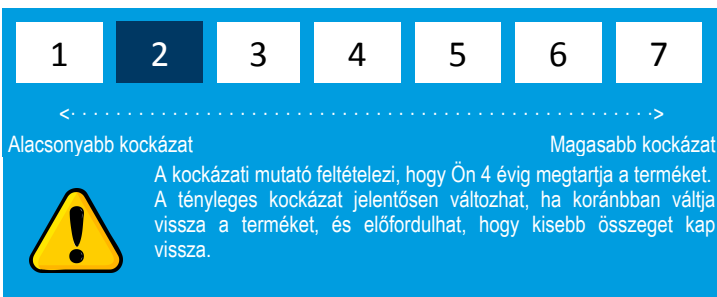 1 2 3 4 5 6 7
<· · · · · · · · · · · · · · · · · · · · · · · · · · · · · · · · · · · · · · · · · · · · · · · · · · · ·>
Alacsonyabb kockázat Magasabb kockázat
A kockázati mutató feltételezi, hogy Ön 4 évig megtartja a terméket.
A tényleges kockázat jelentősen változhat, ha koránbban váltja
vissza a terméket, és előfordulhat, hogy kisebb összeget kap
vissza.
!